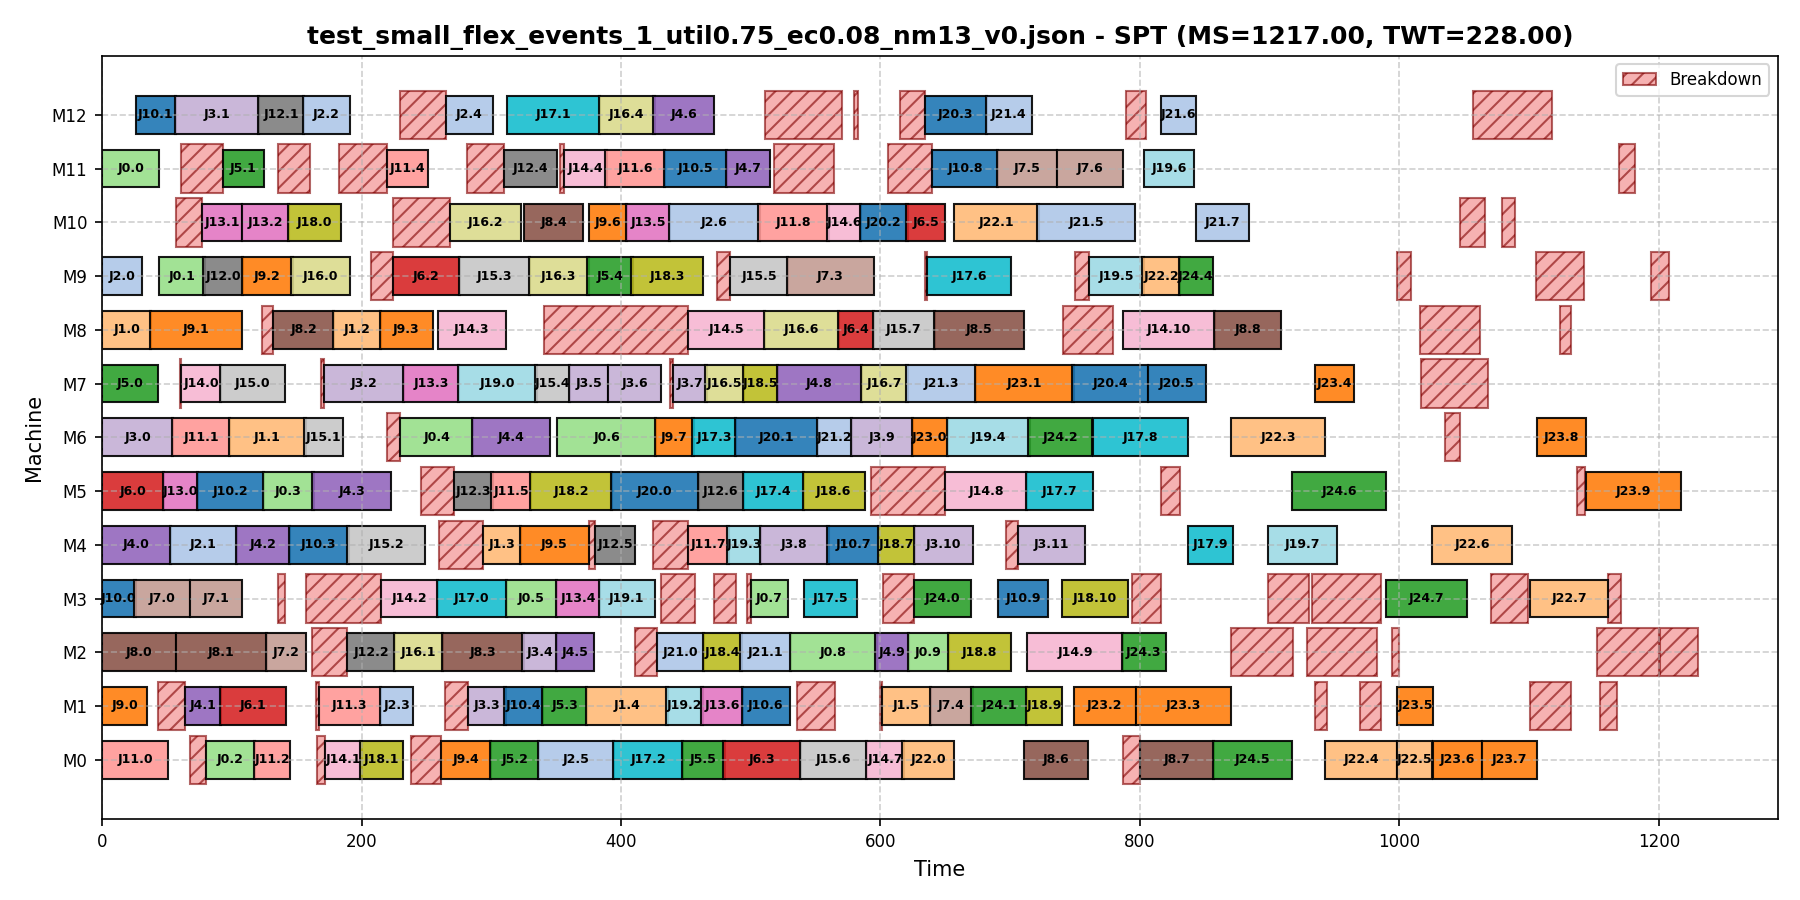 test_small_flex_events_1_util0.75_ec0.08_nm13_v0.json - SPT (MS=1217.00, TWT=228.00)
Breakdown
M12 J10.1 J3.1 J12.1 J2.2 J2.4 J17.1 J16.4 J4.6 J20.3 J21.4 J21.6
M11 J0.0 J5.1 J11.4 J12.4 J14.4 J11.6 J10.5 J4.7 J10.8 J7.5 J7.6 J19.6
M10 J13.1 J13.2 J18.0 J16.2 J8.4 J9.6 J13.5 J2.6 J11.8 J14.6 J20.2 J6.5 J22.1 J21.5 J21.7
M9 J2.0 J0.1 J12.0 J9.2 J16.0 J6.2 J15.3 J16.3 J5.4 J18.3 J15.5 J7.3 J17.6 J19.5 J22.2 J24.4
M8 J1.0 J9.1 J8.2 J1.2 J9.3 J14.3 J14.5 J16.6 J6.4 J15.7 J8.5 J14.10 J8.8
M7 J5.0 J14.0 J15.0 J3.2 J13.3 J19.0 J15.4 J3.5 J3.6 J3.7 J16.5 J18.5 J4.8 J16.7 J21.3 J23.1 J20.4 J20.5 J23.4
M6 J3.0 J11.1 J1.1 J15.1 J0.4 J4.4 J0.6 J9.7 J17.3 J20.1 J21.2 J3.9 J23.0 J19.4 J24.2 J17.8 J22.3 J23.8
M5 J6.0 J13.0 J10.2 J0.3 J4.3 J12.3 J11.5 J18.2 J20.0 J12.6 J17.4 J18.6 J14.8 J17.7 J24.6 J23.9
M4 J4.0 J2.1 J4.2 J10.3 J15.2 J1.3 J9.5 J12.5 J11.7 J19.3 J3.8 J10.7 J18.7 J3.10 J3.11 J17.9 J19.7 J22.6
M3 J10.0 J7.0 J7.1 J14.2 J17.0 J0.5 J13.4 J19.1 J0.7 J17.5 J24.0 J10.9 J18.10 J24.7 J22.7
M2 J8.0 J8.1 J7.2 J12.2 J16.1 J8.3 J3.4 J4.5 J21.0 J18.4 J21.1 J0.8 J4.9 J0.9 J18.8 J14.9 J24.3
M1 J9.0 J4.1 J6.1 J11.3 J2.3 J3.3 J10.4 J5.3 J1.4 J19.2 J13.6 J10.6 J1.5 J7.4 J24.1 J18.9 J23.2 J23.3 J23.5
M0 J11.0 J0.2 J11.2 J14.1 J18.1 J9.4 J5.2 J2.5 J17.2 J5.5 J6.3 J15.6 J14.7 J22.0 J8.6 J8.7 J24.5 J22.4 J22.5 J23.6 J23.7
0 200 400 600 800 1000 1200
Time
Machine